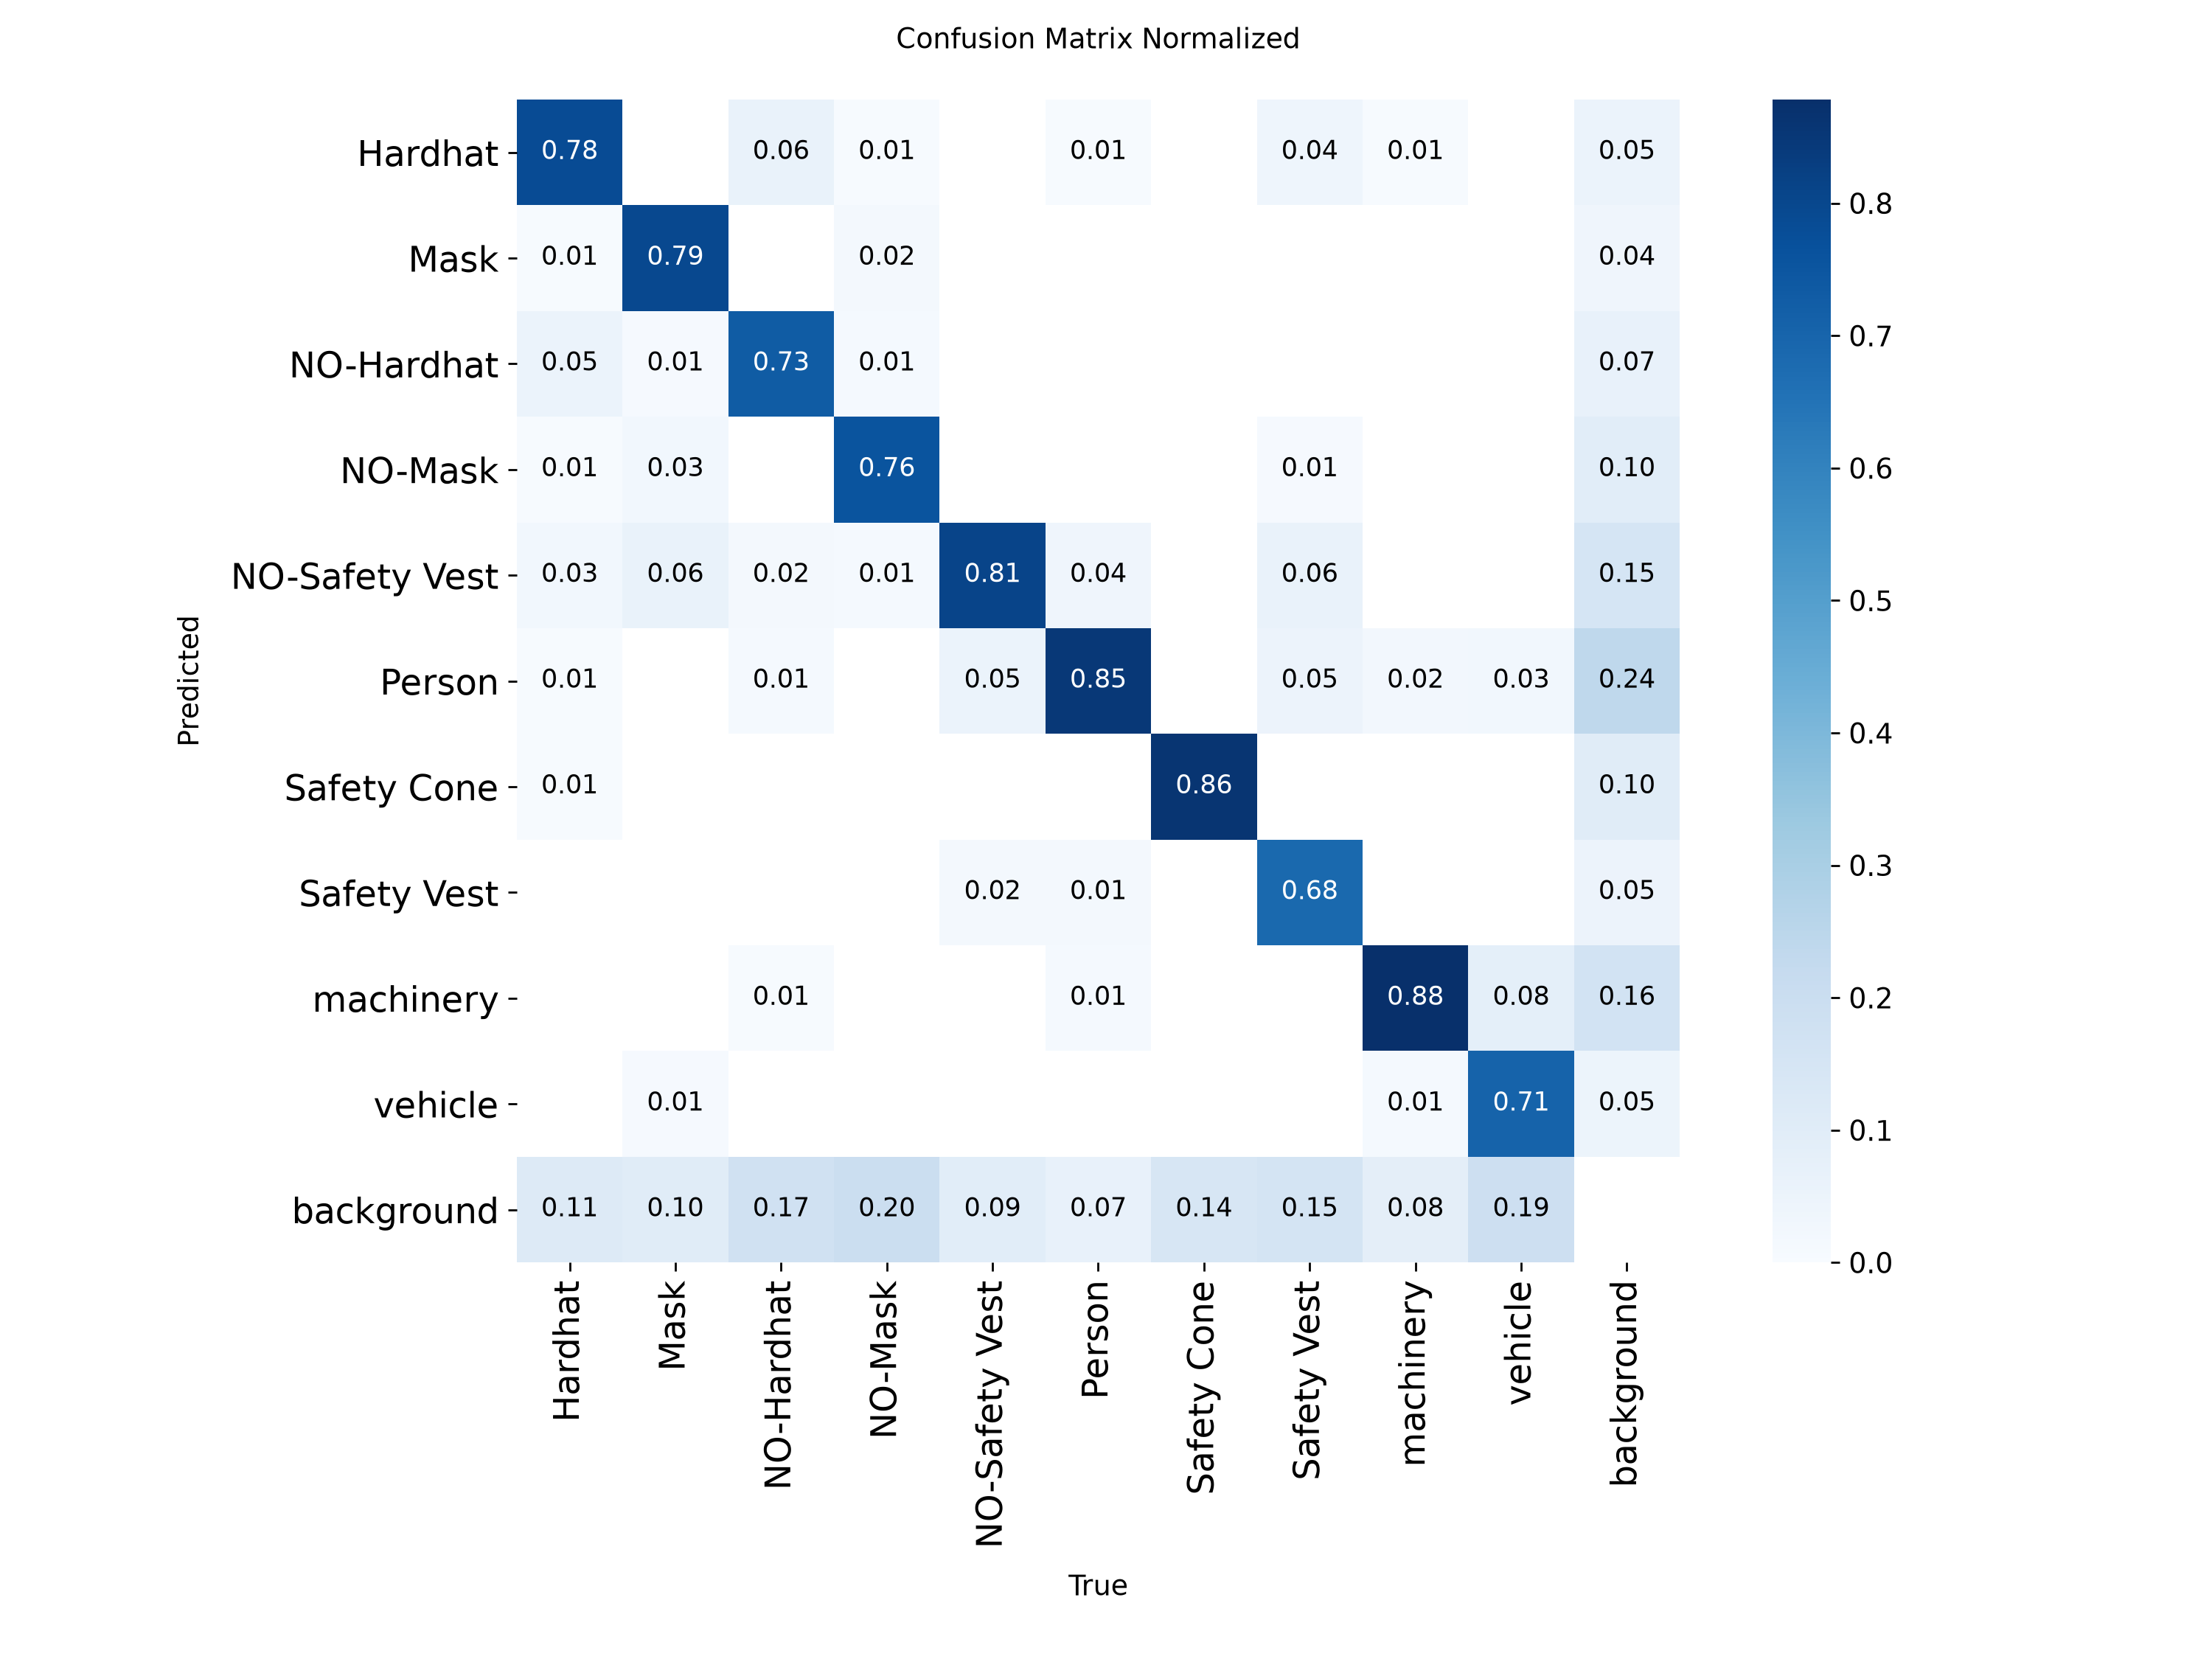 Confusion Matrix Normalized
Hardhat 0.78 0.06 0.01 0.01 0.04 0.01 0.05
Mask 0.01 0.79 0.02 0.04
NO-Hardhat 0.05 0.01 0.73 0.01 0.07
NO-Mask 0.01 0.03 0.76 0.01 0.10
NO-Safety Vest 0.03 0.06 0.02 0.01 0.81 0.04 0.06 0.15
Person 0.01 0.01 0.05 0.85 0.05 0.02 0.03 0.24
Safety Cone 0.01 0.86 0.10
Safety Vest 0.02 0.01 0.68 0.05
machinery 0.01 0.01 0.88 0.08 0.16
vehicle 0.01 0.01 0.71 0.05
background 0.11 0.10 0.17 0.20 0.09 0.07 0.14 0.15 0.08 0.19
Predicted
Hardhat
Mask
NO-Hardhat
NO-Mask
NO-Safety Vest
Person
Safety Cone
Safety Vest
machinery
vehicle
background
True
0.8
0.7
0.6
0.5
0.4
0.3
0.2
0.1
0.0